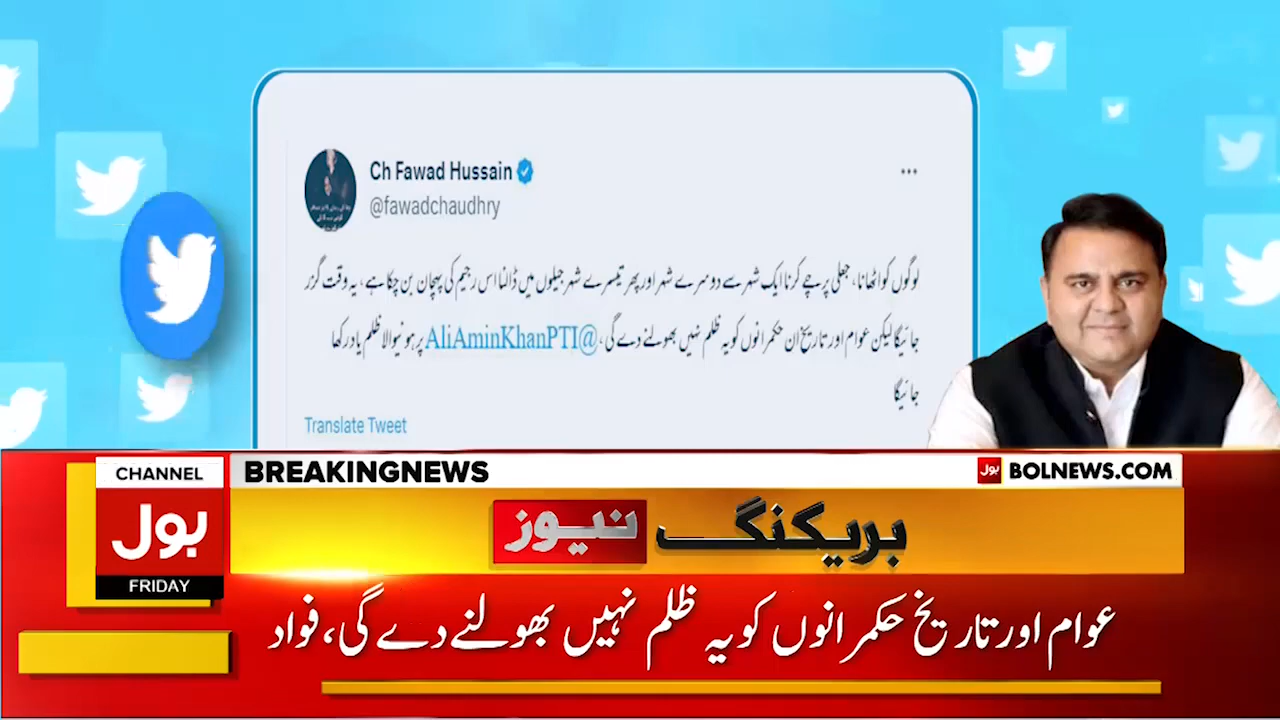 Ch Fawad Hussain
@fawadchaudhry
لوگوں کو اٹھانا، جعلی پرچے کرنا ایک شہر سے دوسرے شہر اور پھر تیسرے شہر جیلوں میں ڈالنا اس رجیم کی پہچان بن چکا ہے، یہ وقت گزر
جائیگا لیکن عوام اور تاریخ ان حکمرانوں کو یہ ظلم نہیں بھولنے دے گی، @AliAminKhanPTI پر ہونیوالا ظلم یاد رکھا
جائیگا
Translate Tweet
CHANNEL
بول
FRIDAY
BREAKINGNEWS
بول BOLNEWS.COM
بریکنگ نیوز
عوام اور تاریخ حکمرانوں کو یہ ظلم نہیں بھولنے دے گی، فواد